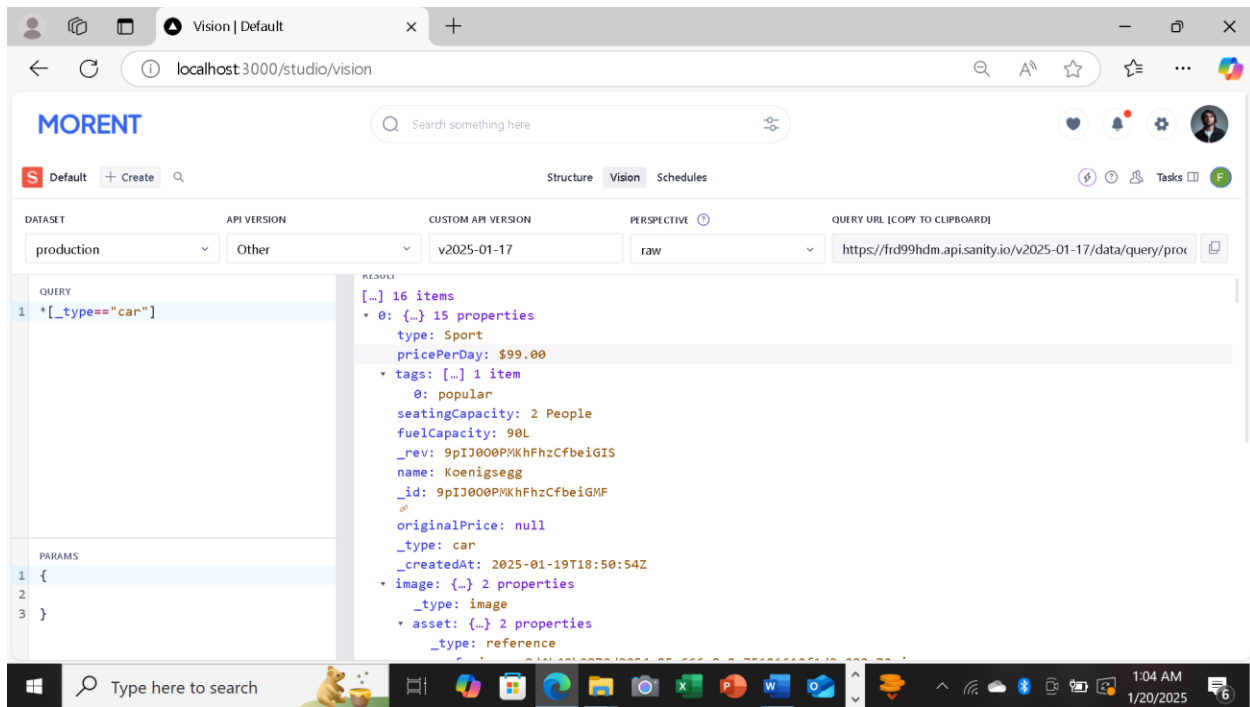 Vision | Default
localhost:3000/studio/vision
MORENT
Search something here
S Default + Create
Structure Vision Schedules
Tasks F
DATASET API VERSION CUSTOM API VERSION PERSPECTIVE QUERY URL [COPY TO CLIPBOARD]
production Other v2025-01-17 raw https://frd99hdm.api.sanity.io/v2025-01-17/data/query/proc
QUERY
1 *[_type=="car"]
PARAMS
1 {
2
3 }
RESULT
[…] 16 items
0: {…} 15 properties
type: Sport
pricePerDay: $99.00
tags: […] 1 item
0: popular
seatingCapacity: 2 People
fuelCapacity: 90L
_rev: 9pIJ0O0PMKhFhzCfbeiGIS
name: Koenigsegg
_id: 9pIJ0O0PMKhFhzCfbeiGMF
originalPrice: null
_type: car
_createdAt: 2025-01-19T18:50:54Z
image: {…} 2 properties
_type: image
asset: {…} 2 properties
_type: reference
Type here to search
1:04 AM
1/20/2025
6